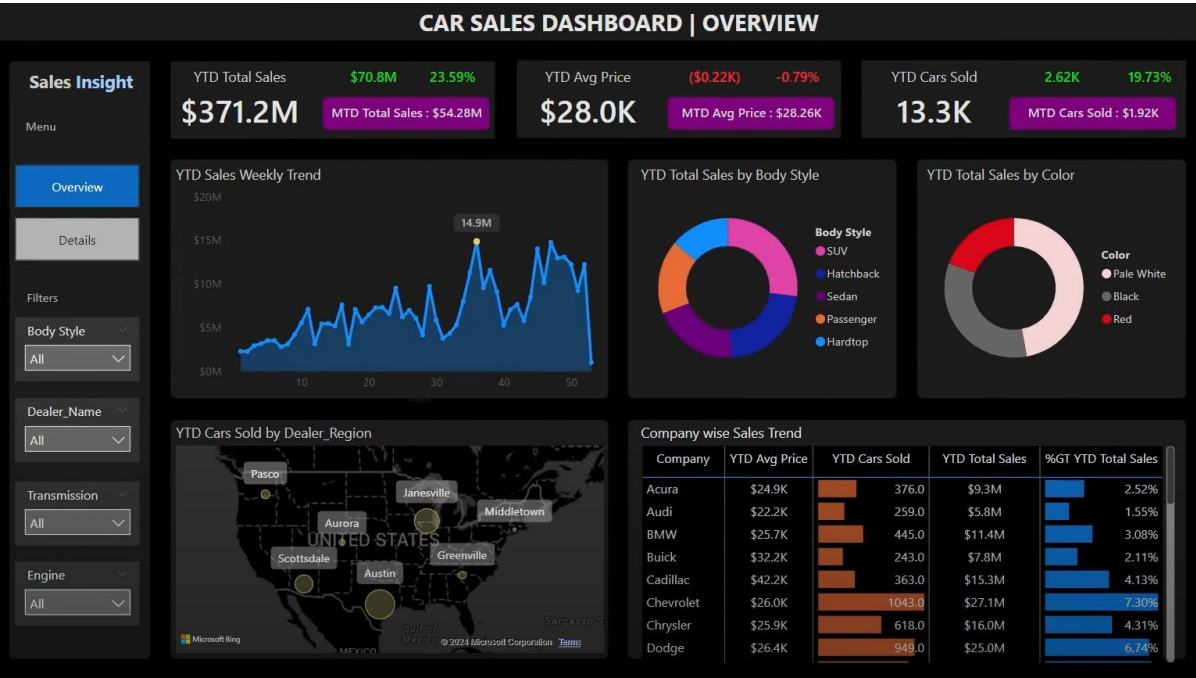 CAR SALES DASHBOARD | OVERVIEW
Sales Insight
Menu
Overview
Details
Filters
Body Style
All
Dealer_Name
All
Transmission
All
Engine
All
YTD Total Sales $70.8M 23.59%
$371.2M MTD Total Sales : $54.28M
YTD Avg Price ($0.22K) -0.79%
$28.0K MTD Avg Price : $28.26K
YTD Cars Sold 2.62K 19.73%
13.3K MTD Cars Sold : $1.92K
YTD Sales Weekly Trend
$20M
$15M
$10M
$5M
$0M
14.9M
10 20 30 40 50
YTD Total Sales by Body Style
Body Style
SUV
Hatchback
Sedan
Passenger
Hardtop
YTD Total Sales by Color
Color
Pale White
Black
Red
YTD Cars Sold by Dealer_Region
Pasco
Janesville
Middletown
Aurora
UNITED STATES
Scottsdale
Greenville
Austin
Gulf of
Mexico
Sargasso S
MEXICO
Microsoft Bing
© 2024 Microsoft Corporation Terms
Company wise Sales Trend
Company YTD Avg Price YTD Cars Sold YTD Total Sales %GT YTD Total Sales
Acura $24.9K 376.0 $9.3M 2.52%
Audi $22.2K 259.0 $5.8M 1.55%
BMW $25.7K 445.0 $11.4M 3.08%
Buick $32.2K 243.0 $7.8M 2.11%
Cadillac $42.2K 363.0 $15.3M 4.13%
Chevrolet $26.0K 1043.0 $27.1M 7.30%
Chrysler $25.9K 618.0 $16.0M 4.31%
Dodge $26.4K 949.0 $25.0M 6.74%